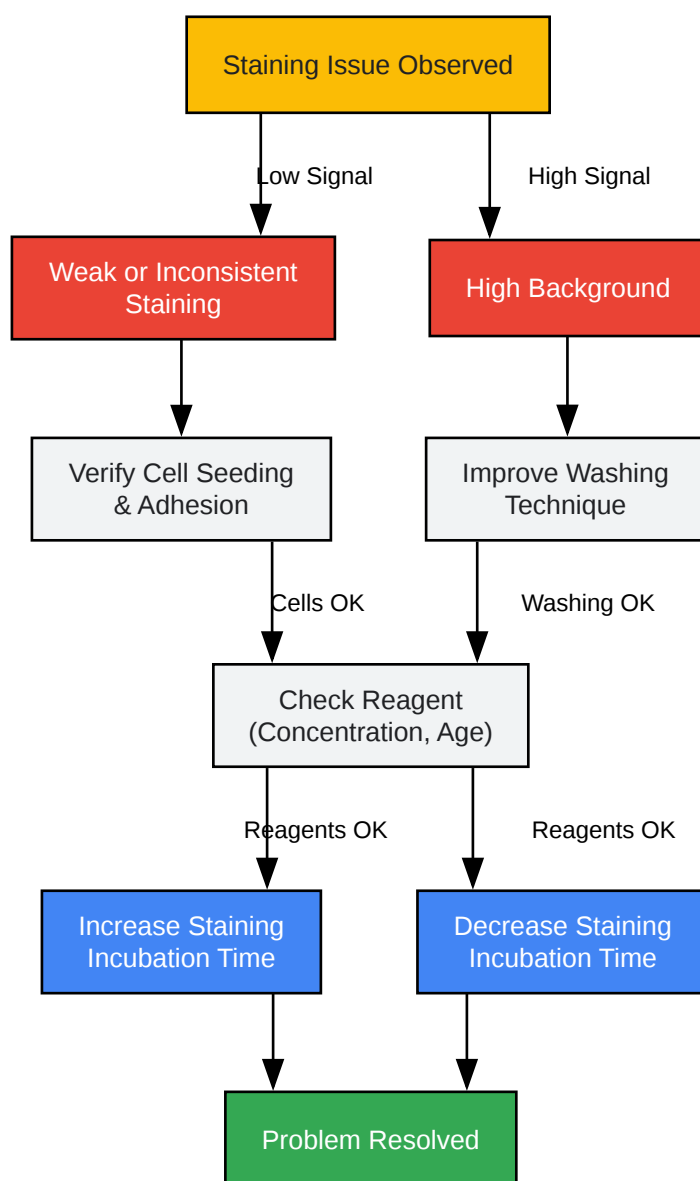 Staining Issue Observed
Low Signal
High Signal
Weak or Inconsistent
Staining
High Background
Verify Cell Seeding
& Adhesion
Improve Washing
Technique
Cells OK
Washing OK
Check Reagent
(Concentration, Age)
Reagents OK
Reagents OK
Increase Staining
Incubation Time
Decrease Staining
Incubation Time
Problem Resolved